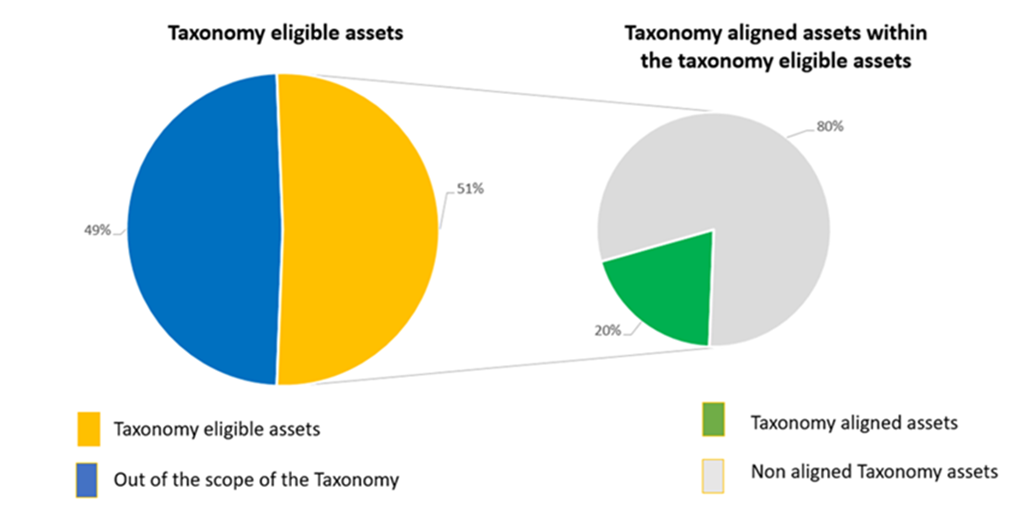 Taxonomy eligible assets
Taxonomy aligned assets within
the taxonomy eligible assets
80%
51%
49%
20%
Taxonomy eligible assets
Out of the scope of the Taxonomy
Taxonomy aligned assets
Non aligned Taxonomy assets